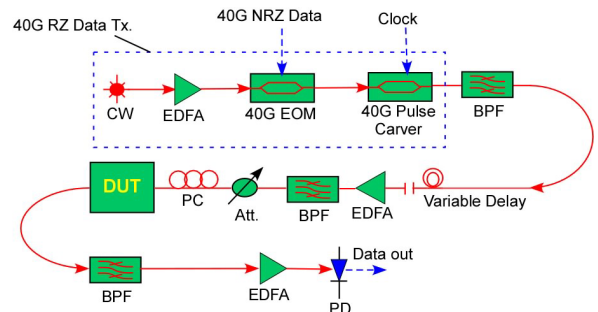 40G RZ Data Tx.
40G NRZ Data
Clock
CW
EDFA
40G EOM
40G Pulse
Carver
BPF
DUT
PC
Att.
BPF
EDFA
Variable Delay
BPF
EDFA
PD
Data out